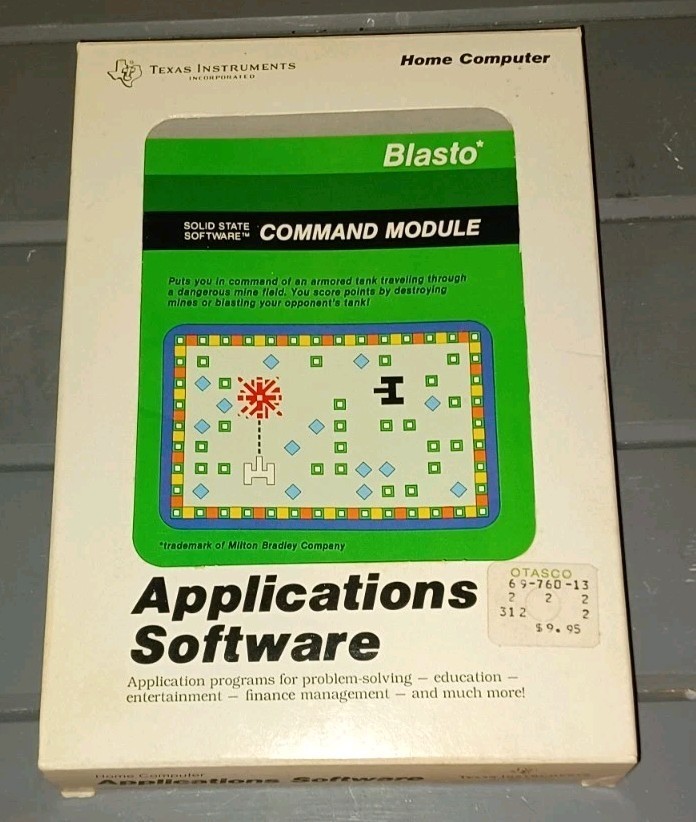 TEXAS INSTRUMENTS
INCORPORATED
Home Computer
Blasto*
SOLID STATE
SOFTWARE™
COMMAND MODULE
Puts you in command of an armored tank traveling through
a dangerous mine field. You score points by destroying
mines or blasting your opponent's tank!
*trademark of Milton Bradley Company
Applications
Software
OTASCO
69-760-13
2 2 2
312 2
$9.95
Application programs for problem-solving — education —
entertainment — finance management — and much more!
Home Computer
Applications Software
TEXAS INSTRUMENTS